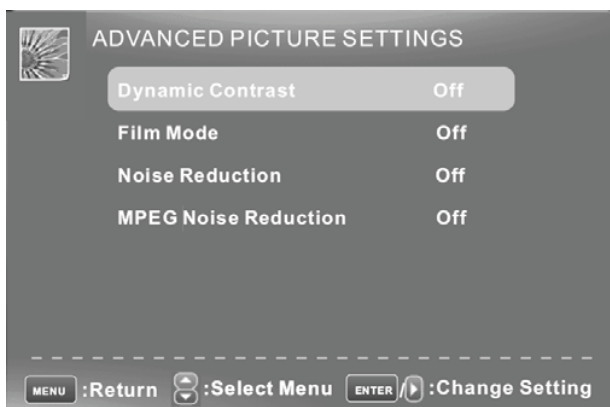 ADVANCED PICTURE SETTINGS
Dynamic Contrast Off
Film Mode Off
Noise Reduction Off
MPEG Noise Reduction Off
MENU :Return :Select Menu ENTER / :Change Setting